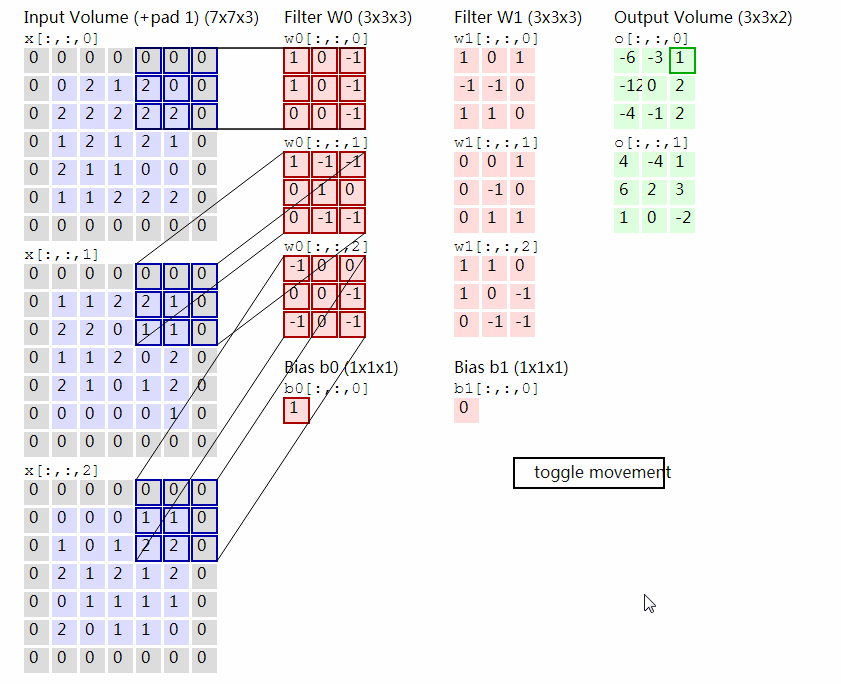 Input Volume (+pad 1) (7x7x3)
x[:,:,0]
0 0 0 0 0 0 0
0 0 2 1 2 0 0
0 2 2 2 2 2 0
0 1 2 1 2 1 0
0 2 1 1 0 0 0
0 1 1 2 2 2 0
0 0 0 0 0 0 0
x[:,:,1]
0 0 0 0 0 0 0
0 1 1 2 2 1 0
0 2 2 0 1 1 0
0 1 1 2 0 2 0
0 2 1 0 1 2 0
0 0 0 0 0 1 0
0 0 0 0 0 0 0
x[:,:,2]
0 0 0 0 0 0 0
0 0 0 0 1 1 0
0 1 0 1 2 2 0
0 2 1 2 1 2 0
0 0 1 1 1 1 0
0 2 0 1 1 0 0
0 0 0 0 0 0 0
Filter W0 (3x3x3)
w0[:,:,0]
1 0 -1
1 0 -1
0 0 -1
w0[:,:,1]
1 -1 -1
0 1 0
0 -1 -1
w0[:,:,2]
-1 0 0
0 0 -1
-1 0 -1
Bias b0 (1x1x1)
b0[:,:,0]
1
Filter W1 (3x3x3)
w1[:,:,0]
1 0 1
-1 -1 0
1 1 0
w1[:,:,1]
0 0 1
0 -1 0
0 1 1
w1[:,:,2]
1 1 0
1 0 -1
0 -1 -1
Bias b1 (1x1x1)
b1[:,:,0]
0
Output Volume (3x3x2)
o[:,:,0]
-6 -3 1
-12 0 2
-4 -1 2
o[:,:,1]
4 -4 1
6 2 3
1 0 -2
toggle movement